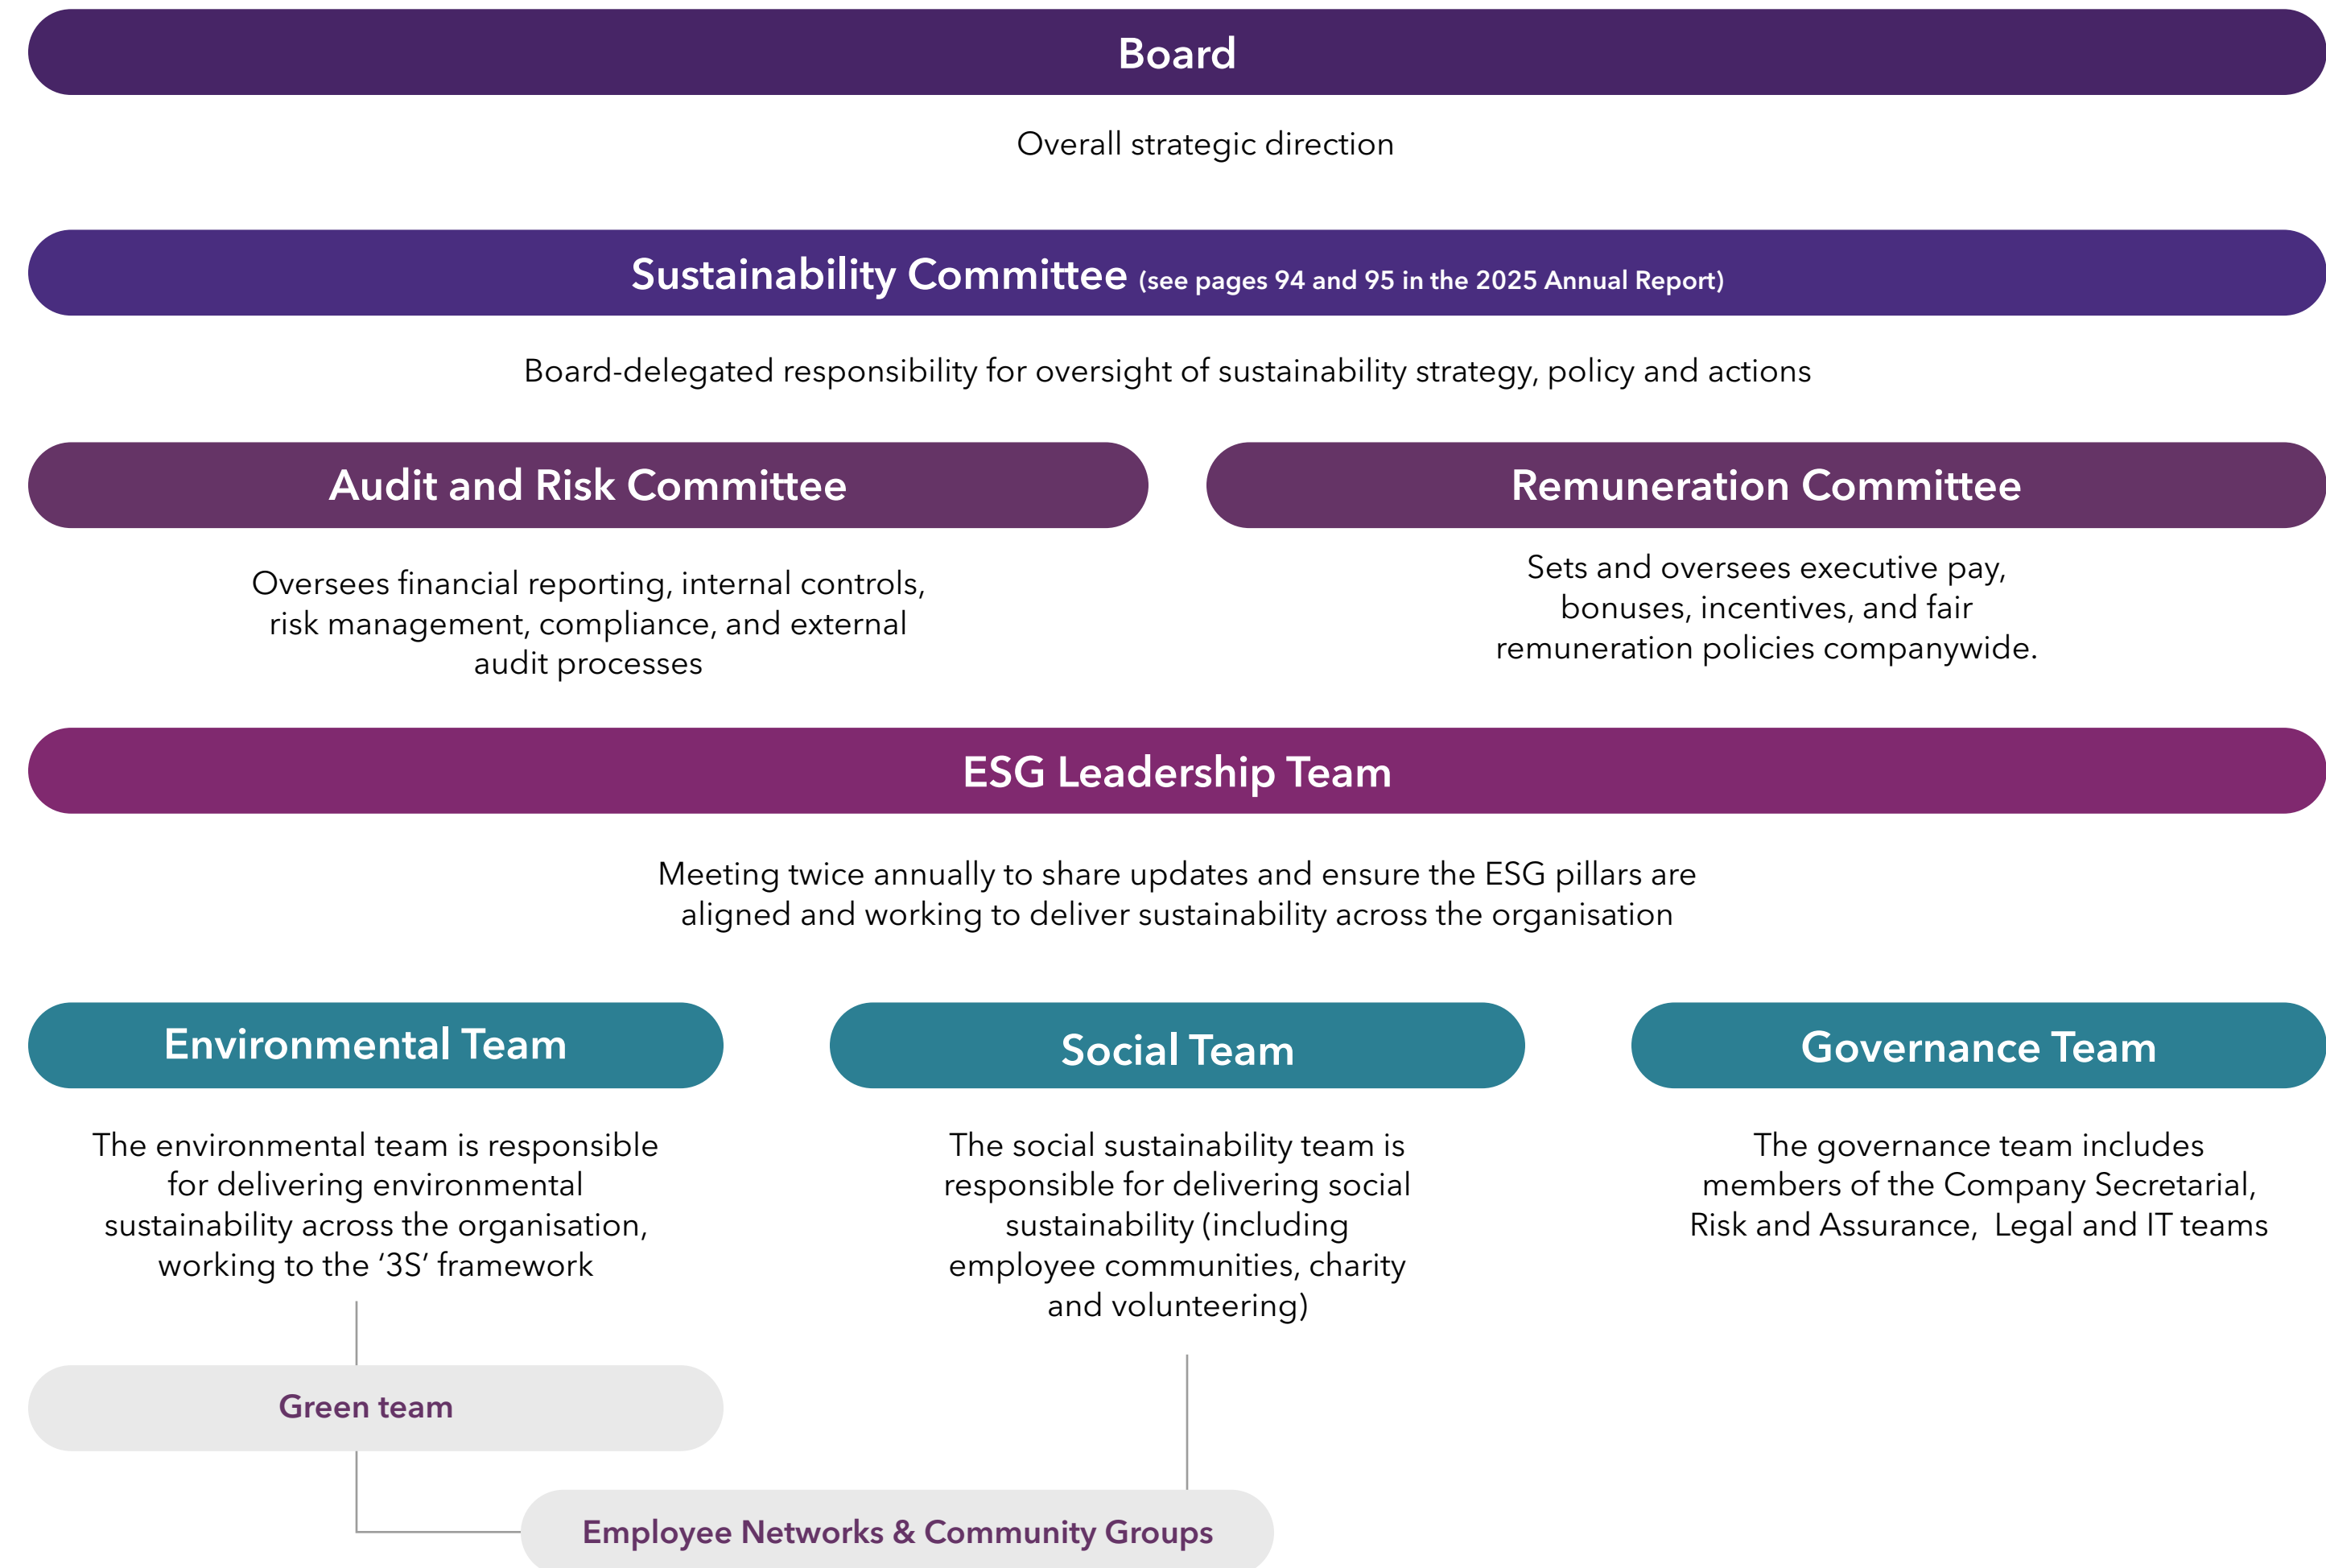 Board
Overall strategic direction
Sustainability Committee (see pages 94 and 95 in the 2025 Annual Report)
Board-delegated responsibility for oversight of sustainability strategy, policy and actions
Audit and Risk Committee
Oversees financial reporting, internal controls,
risk management, compliance, and external
audit processes
Remuneration Committee
Sets and oversees executive pay,
bonuses, incentives, and fair
remuneration policies companywide.
ESG Leadership Team
Meeting twice annually to share updates and ensure the ESG pillars are
aligned and working to deliver sustainability across the organisation
Environmental Team
The environmental team is responsible
for delivering environmental
sustainability across the organisation,
working to the ‘3S’ framework
Social Team
The social sustainability team is
responsible for delivering social
sustainability (including
employee communities, charity
and volunteering)
Governance Team
The governance team includes
members of the Company Secretarial,
Risk and Assurance, Legal and IT teams
Green team
Employee Networks & Community Groups